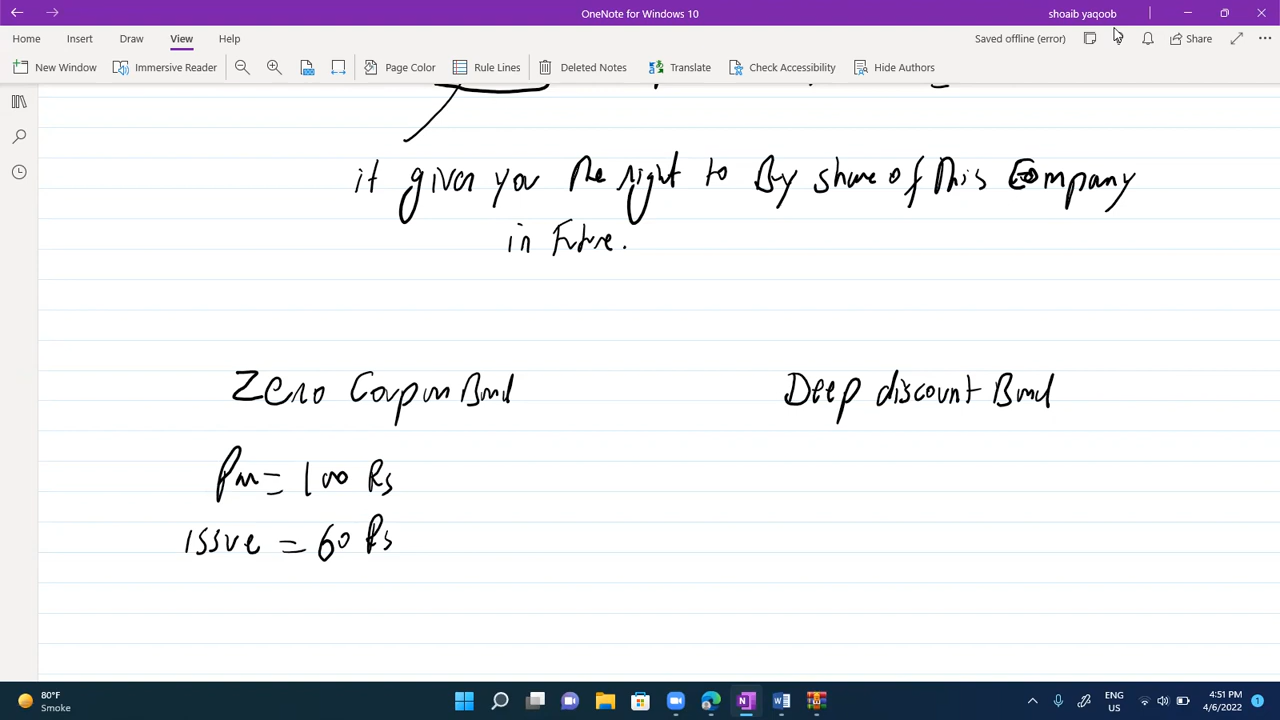 OneNote for Windows 10
shoaib yaqoob
Home Insert Draw View Help
Saved offline (error) Share
New Window Immersive Reader Page Color Rule Lines Deleted Notes Translate Check Accessibility Hide Authors
it given you the right to By share of this Company
in Future.
Zero Coupon Bond Deep discount Bond
= 100 Rs
issue = 60 Rs
80°F
Smoke
ENG
US
4:51 PM
4/6/2022
1